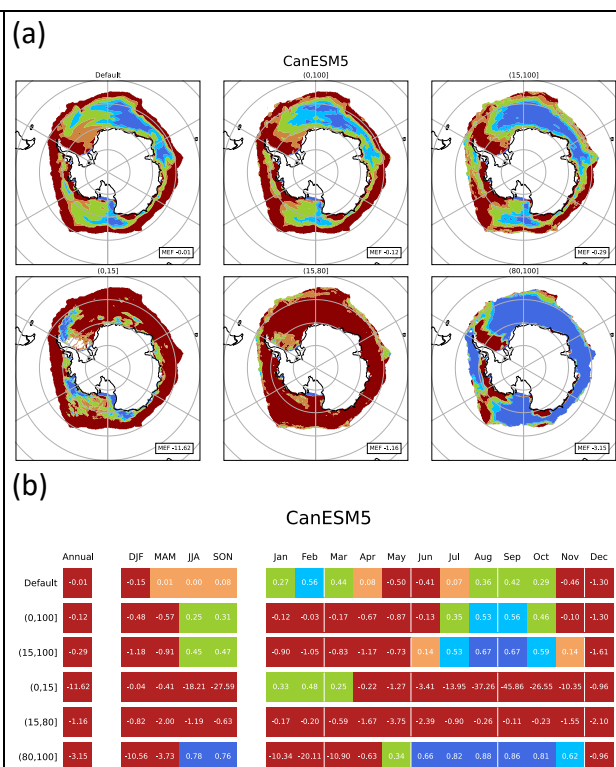 (a)
CanESM5
Default (0,100] (15,100]
MEF -0.01 MEF -0.12 MEF -0.29
(0,15] (15,80] (80,100]
MEF -11.62 MEF -1.16 MEF -3.15
(b)
CanESM5
Annual DJF MAM JJA SON Jan Feb Mar Apr May Jun Jul Aug Sep Oct Nov Dec
Default -0.01 -0.15 0.01 0.00 0.08 0.27 0.56 0.44 0.08 -0.50 -0.41 0.07 0.36 0.42 0.29 -0.46 -1.30
(0,100] -0.12 -0.48 -0.57 0.25 0.31 -0.12 -0.03 -0.17 -0.67 -0.87 -0.13 0.35 0.53 0.56 0.46 -0.10 -1.30
(15,100] -0.29 -1.18 -0.91 0.45 0.47 -0.90 -1.05 -0.83 -1.17 -0.73 0.14 0.53 0.67 0.67 0.59 0.14 -1.61
(0,15] -11.62 -0.04 -0.41 -18.21 -27.59 0.33 0.48 0.25 -0.22 -1.27 -3.41 -13.95 -37.26 -45.86 -26.55 -10.35 -0.96
(15,80] -1.16 -0.82 -2.00 -1.19 -0.63 -0.17 -0.20 -0.59 -1.67 -3.75 -2.39 -0.90 -0.26 -0.11 -0.23 -1.55 -2.10
(80,100] -3.15 -10.56 -3.73 0.78 0.76 -10.34 -20.11 -10.90 -0.63 0.34 0.66 0.82 0.88 0.86 0.81 0.62 -0.96